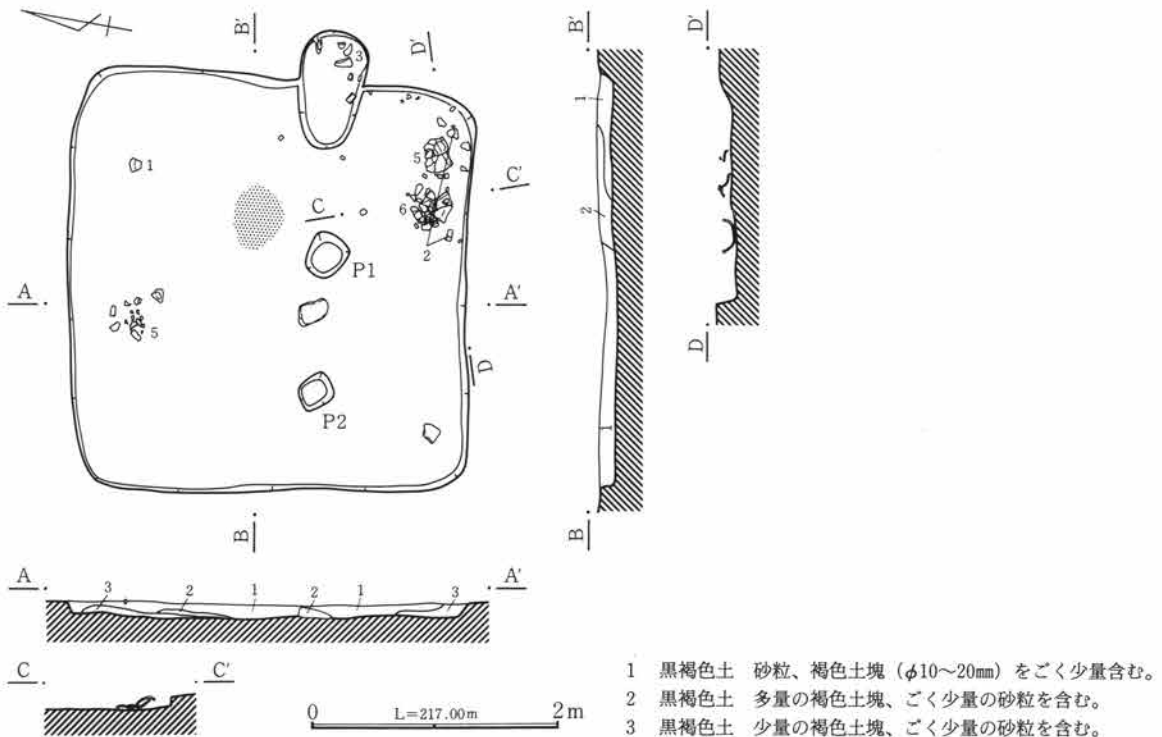 B'
D'
B'
D'
3
1
5
1
C'
C
6
2
2
P1
A
A'
5
D
D
P2
1
B
B
A
3
2
1
2
1
3
A'
C
C'
0
L=217.00m
2m
1 黒褐色土 砂粒、褐色土塊（φ10～20mm）をごく少量含む。
2 黒褐色土 多量の褐色土塊、ごく少量の砂粒を含む。
3 黒褐色土 少量の褐色土塊、ごく少量の砂粒を含む。